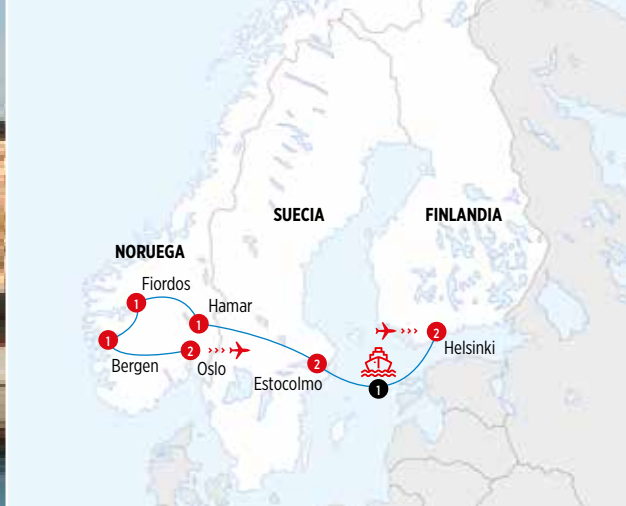 SUECIA
FINLANDIA
NORUEGA
Fiordos
1
Hamar
1
1
Bergen
2
Oslo
2
Estocolmo
2
Helsinki
1